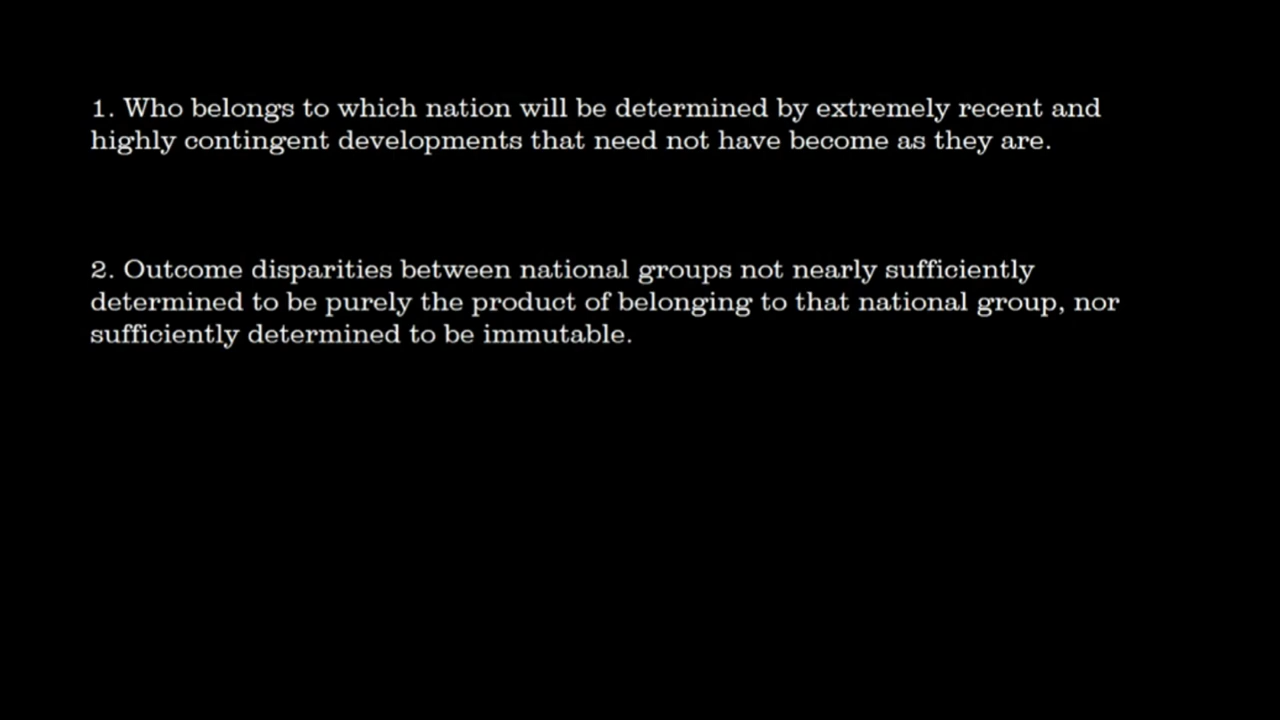 1. Who belongs to which nation will be determined by extremely recent and
highly contingent developments that need not have become as they are.
2. Outcome disparities between national groups not nearly sufficiently
determined to be purely the product of belonging to that national group, nor
sufficiently determined to be immutable.